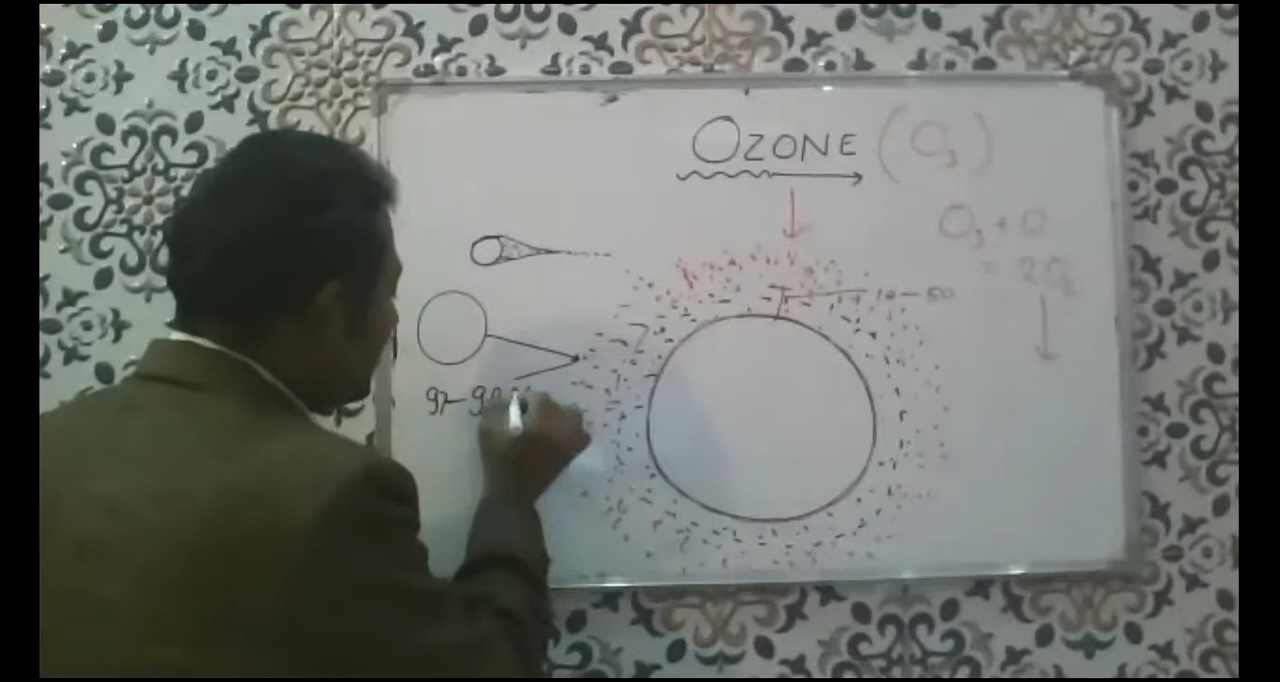 OZONE (O₃)
O₃ + O
= 2O₂
10-50
97-99%